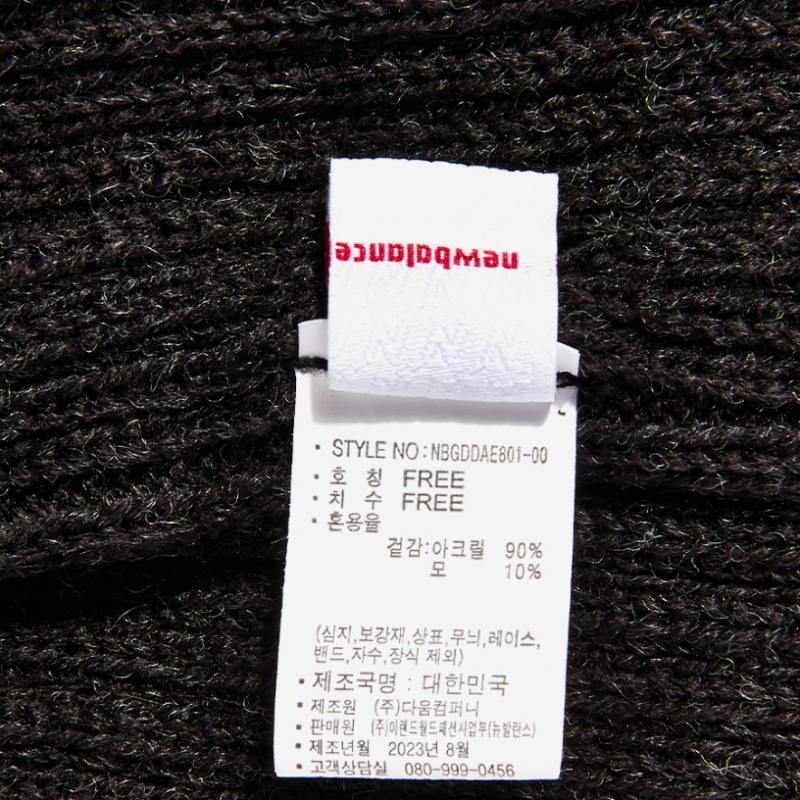 newbalance
· STYLE NO : NBGDDAE801-00
· 호 칭 FREE
· 치 수 FREE
· 혼용율
겉감:아크릴 90%
모 10%
(심지,보강재,상표,무늬,레이스,
밴드,자수,장식 제외)
· 제조국명 : 대한민국
· 제조원 (주)다움컴퍼니
· 판매원 (주)이랜드월드패션사업부(뉴발란스)
· 제조년월 2023년 8월
· 고객상담실 080-999-0456